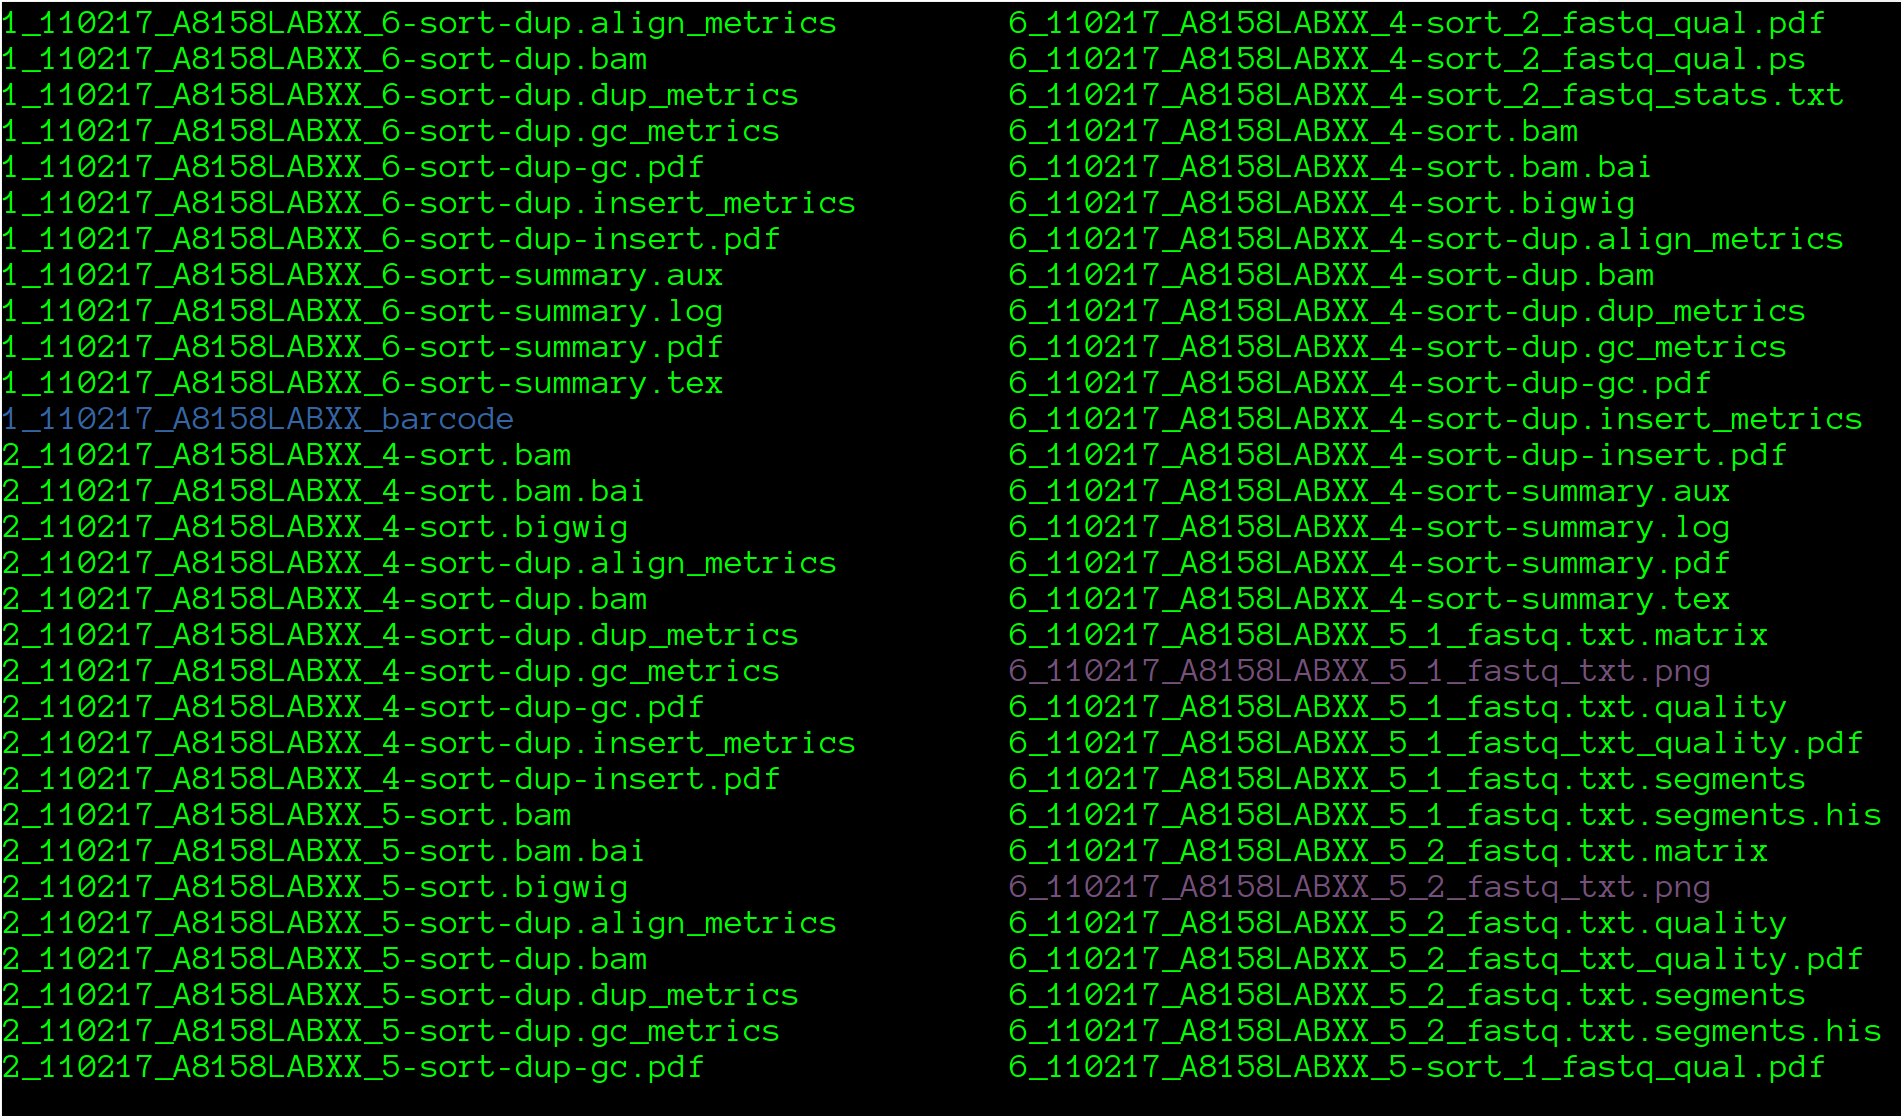 1_110217_A8158LABXX_6-sort-dup.align_metrics
1_110217_A8158LABXX_6-sort-dup.bam
1_110217_A8158LABXX_6-sort-dup.dup_metrics
1_110217_A8158LABXX_6-sort-dup.gc_metrics
1_110217_A8158LABXX_6-sort-dup-gc.pdf
1_110217_A8158LABXX_6-sort-dup.insert_metrics
1_110217_A8158LABXX_6-sort-dup-insert.pdf
1_110217_A8158LABXX_6-sort-summary.aux
1_110217_A8158LABXX_6-sort-summary.log
1_110217_A8158LABXX_6-sort-summary.pdf
1_110217_A8158LABXX_6-sort-summary.tex
1_110217_A8158LABXX_barcode
2_110217_A8158LABXX_4-sort.bam
2_110217_A8158LABXX_4-sort.bam.bai
2_110217_A8158LABXX_4-sort.bigwig
2_110217_A8158LABXX_4-sort-dup.align_metrics
2_110217_A8158LABXX_4-sort-dup.bam
2_110217_A8158LABXX_4-sort-dup.dup_metrics
2_110217_A8158LABXX_4-sort-dup.gc_metrics
2_110217_A8158LABXX_4-sort-dup-gc.pdf
2_110217_A8158LABXX_4-sort-dup.insert_metrics
2_110217_A8158LABXX_4-sort-dup-insert.pdf
2_110217_A8158LABXX_5-sort.bam
2_110217_A8158LABXX_5-sort.bam.bai
2_110217_A8158LABXX_5-sort.bigwig
2_110217_A8158LABXX_5-sort-dup.align_metrics
2_110217_A8158LABXX_5-sort-dup.bam
2_110217_A8158LABXX_5-sort-dup.dup_metrics
2_110217_A8158LABXX_5-sort-dup.gc_metrics
2_110217_A8158LABXX_5-sort-dup-gc.pdf
6_110217_A8158LABXX_4-sort_2_fastq_qual.pdf
6_110217_A8158LABXX_4-sort_2_fastq_qual.ps
6_110217_A8158LABXX_4-sort_2_fastq_stats.txt
6_110217_A8158LABXX_4-sort.bam
6_110217_A8158LABXX_4-sort.bam.bai
6_110217_A8158LABXX_4-sort.bigwig
6_110217_A8158LABXX_4-sort-dup.align_metrics
6_110217_A8158LABXX_4-sort-dup.bam
6_110217_A8158LABXX_4-sort-dup.dup_metrics
6_110217_A8158LABXX_4-sort-dup.gc_metrics
6_110217_A8158LABXX_4-sort-dup-gc.pdf
6_110217_A8158LABXX_4-sort-dup.insert_metrics
6_110217_A8158LABXX_4-sort-dup-insert.pdf
6_110217_A8158LABXX_4-sort-summary.aux
6_110217_A8158LABXX_4-sort-summary.log
6_110217_A8158LABXX_4-sort-summary.pdf
6_110217_A8158LABXX_4-sort-summary.tex
6_110217_A8158LABXX_5_1_fastq.txt.matrix
6_110217_A8158LABXX_5_1_fastq_txt.png
6_110217_A8158LABXX_5_1_fastq.txt.quality
6_110217_A8158LABXX_5_1_fastq_txt_quality.pdf
6_110217_A8158LABXX_5_1_fastq.txt.segments
6_110217_A8158LABXX_5_1_fastq.txt.segments.his
6_110217_A8158LABXX_5_2_fastq.txt.matrix
6_110217_A8158LABXX_5_2_fastq_txt.png
6_110217_A8158LABXX_5_2_fastq.txt.quality
6_110217_A8158LABXX_5_2_fastq_txt_quality.pdf
6_110217_A8158LABXX_5_2_fastq.txt.segments
6_110217_A8158LABXX_5_2_fastq.txt.segments.his
6_110217_A8158LABXX_5-sort_1_fastq_qual.pdf